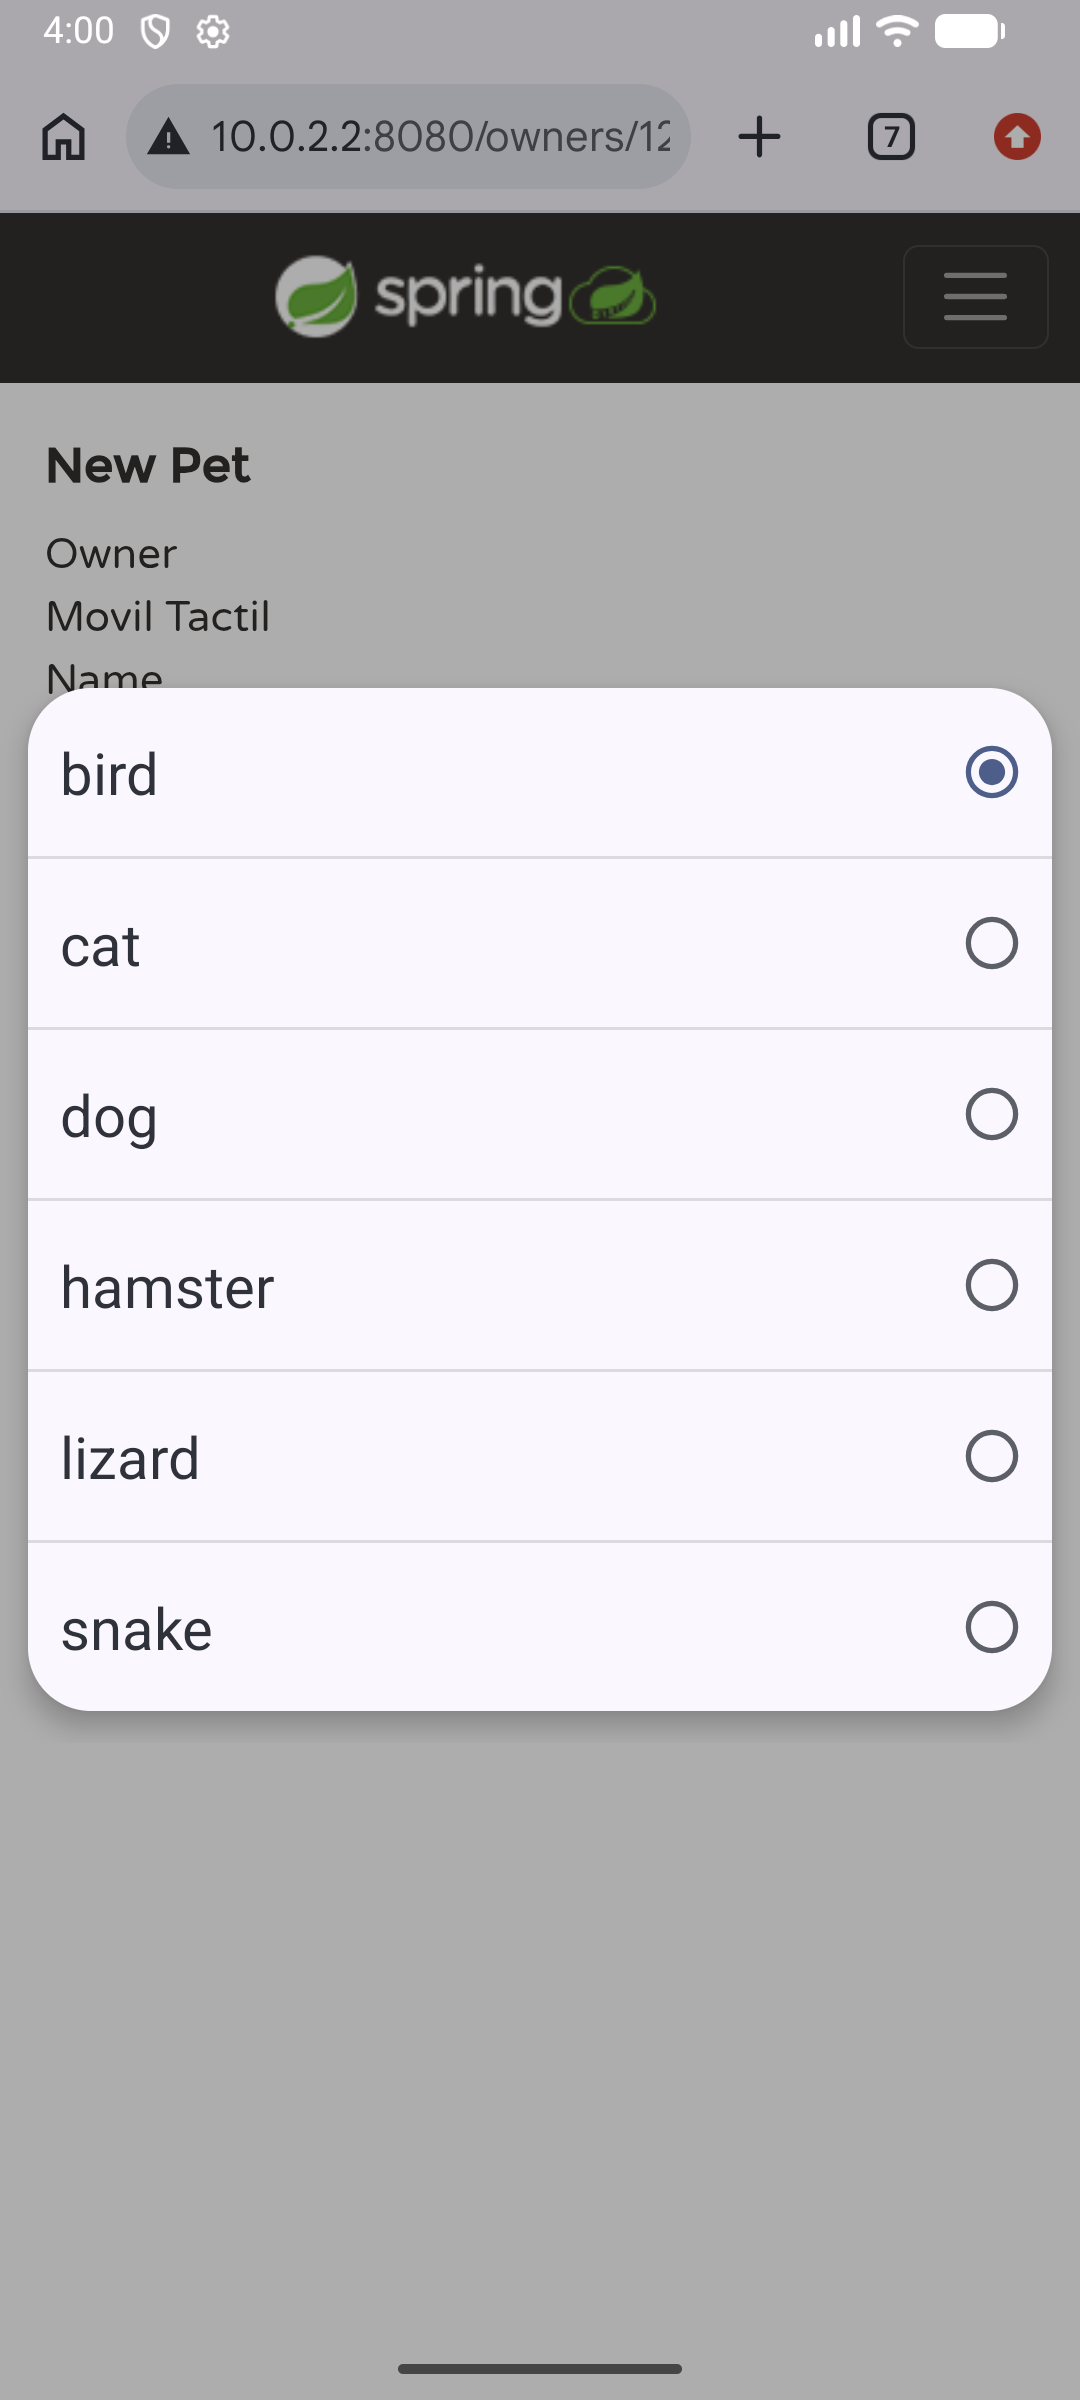 4:00
10.0.2.2:8080/owners/12
7
spring
New Pet
Owner
Movil Tactil
Name
bird
cat
dog
hamster
lizard
snake